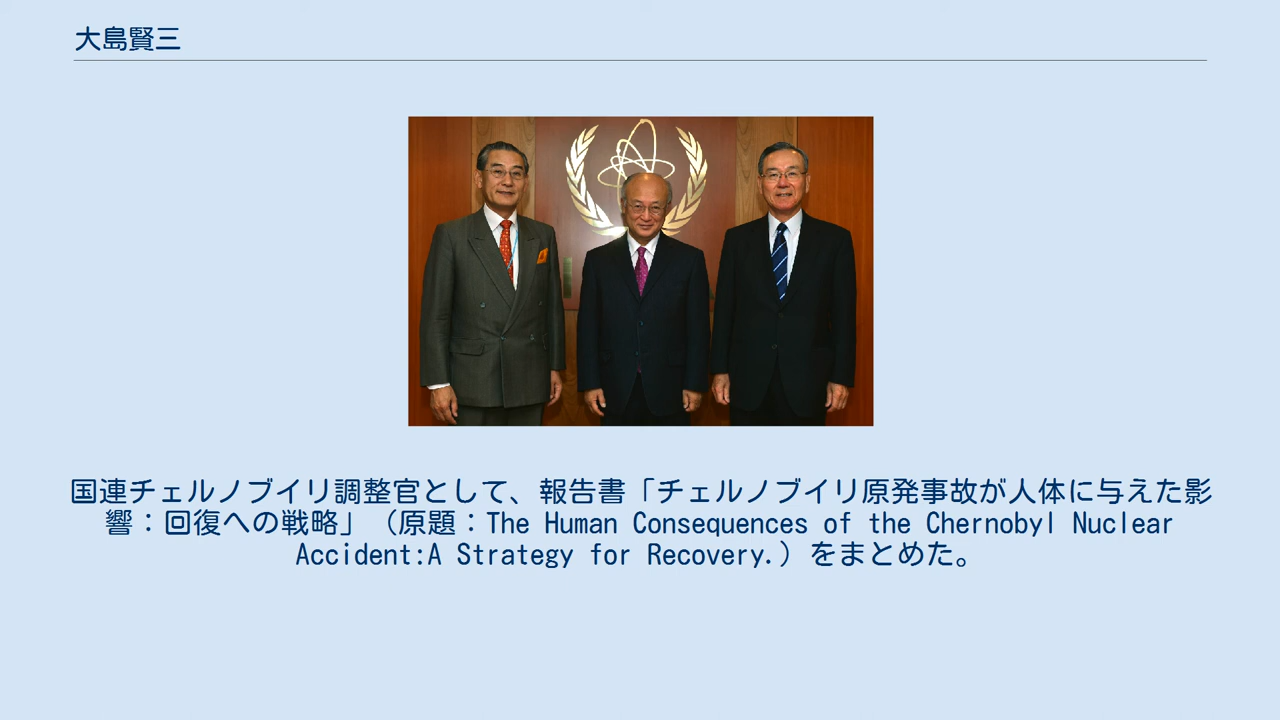 大島賢三
国連チェルノブイリ調整官として、報告書「チェルノブイリ原発事故が人体に与えた影
響：回復への戦略」（原題：The Human Consequences of the Chernobyl Nuclear
Accident:A Strategy for Recovery.）をまとめた。